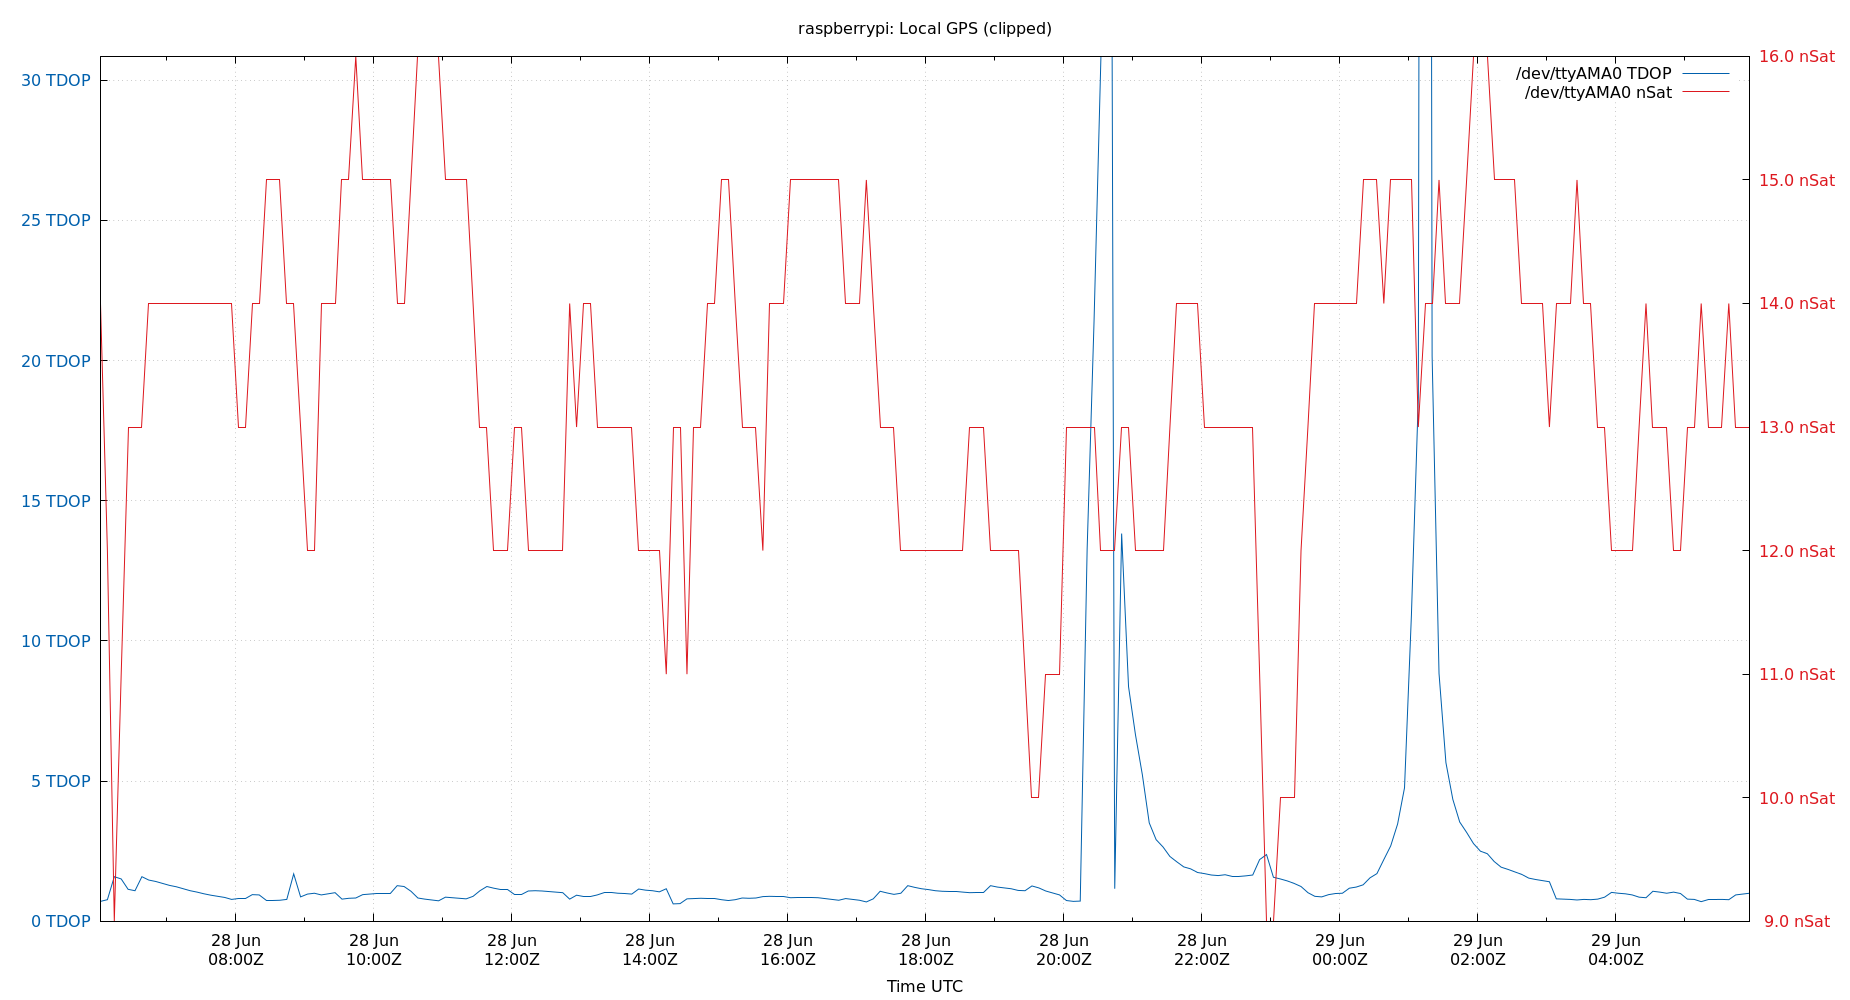 raspberrypi: Local GPS (clipped)
/dev/ttyAMA0 TDOP
/dev/ttyAMA0 nSat
30 TDOP
25 TDOP
20 TDOP
15 TDOP
10 TDOP
5 TDOP
0 TDOP
16.0 nSat
15.0 nSat
14.0 nSat
13.0 nSat
12.0 nSat
11.0 nSat
10.0 nSat
9.0 nSat
28 Jun 28 Jun 28 Jun 28 Jun 28 Jun 28 Jun 28 Jun 28 Jun 29 Jun 29 Jun 29 Jun
08:00Z 10:00Z 12:00Z 14:00Z 16:00Z 18:00Z 20:00Z 22:00Z 00:00Z 02:00Z 04:00Z
Time UTC